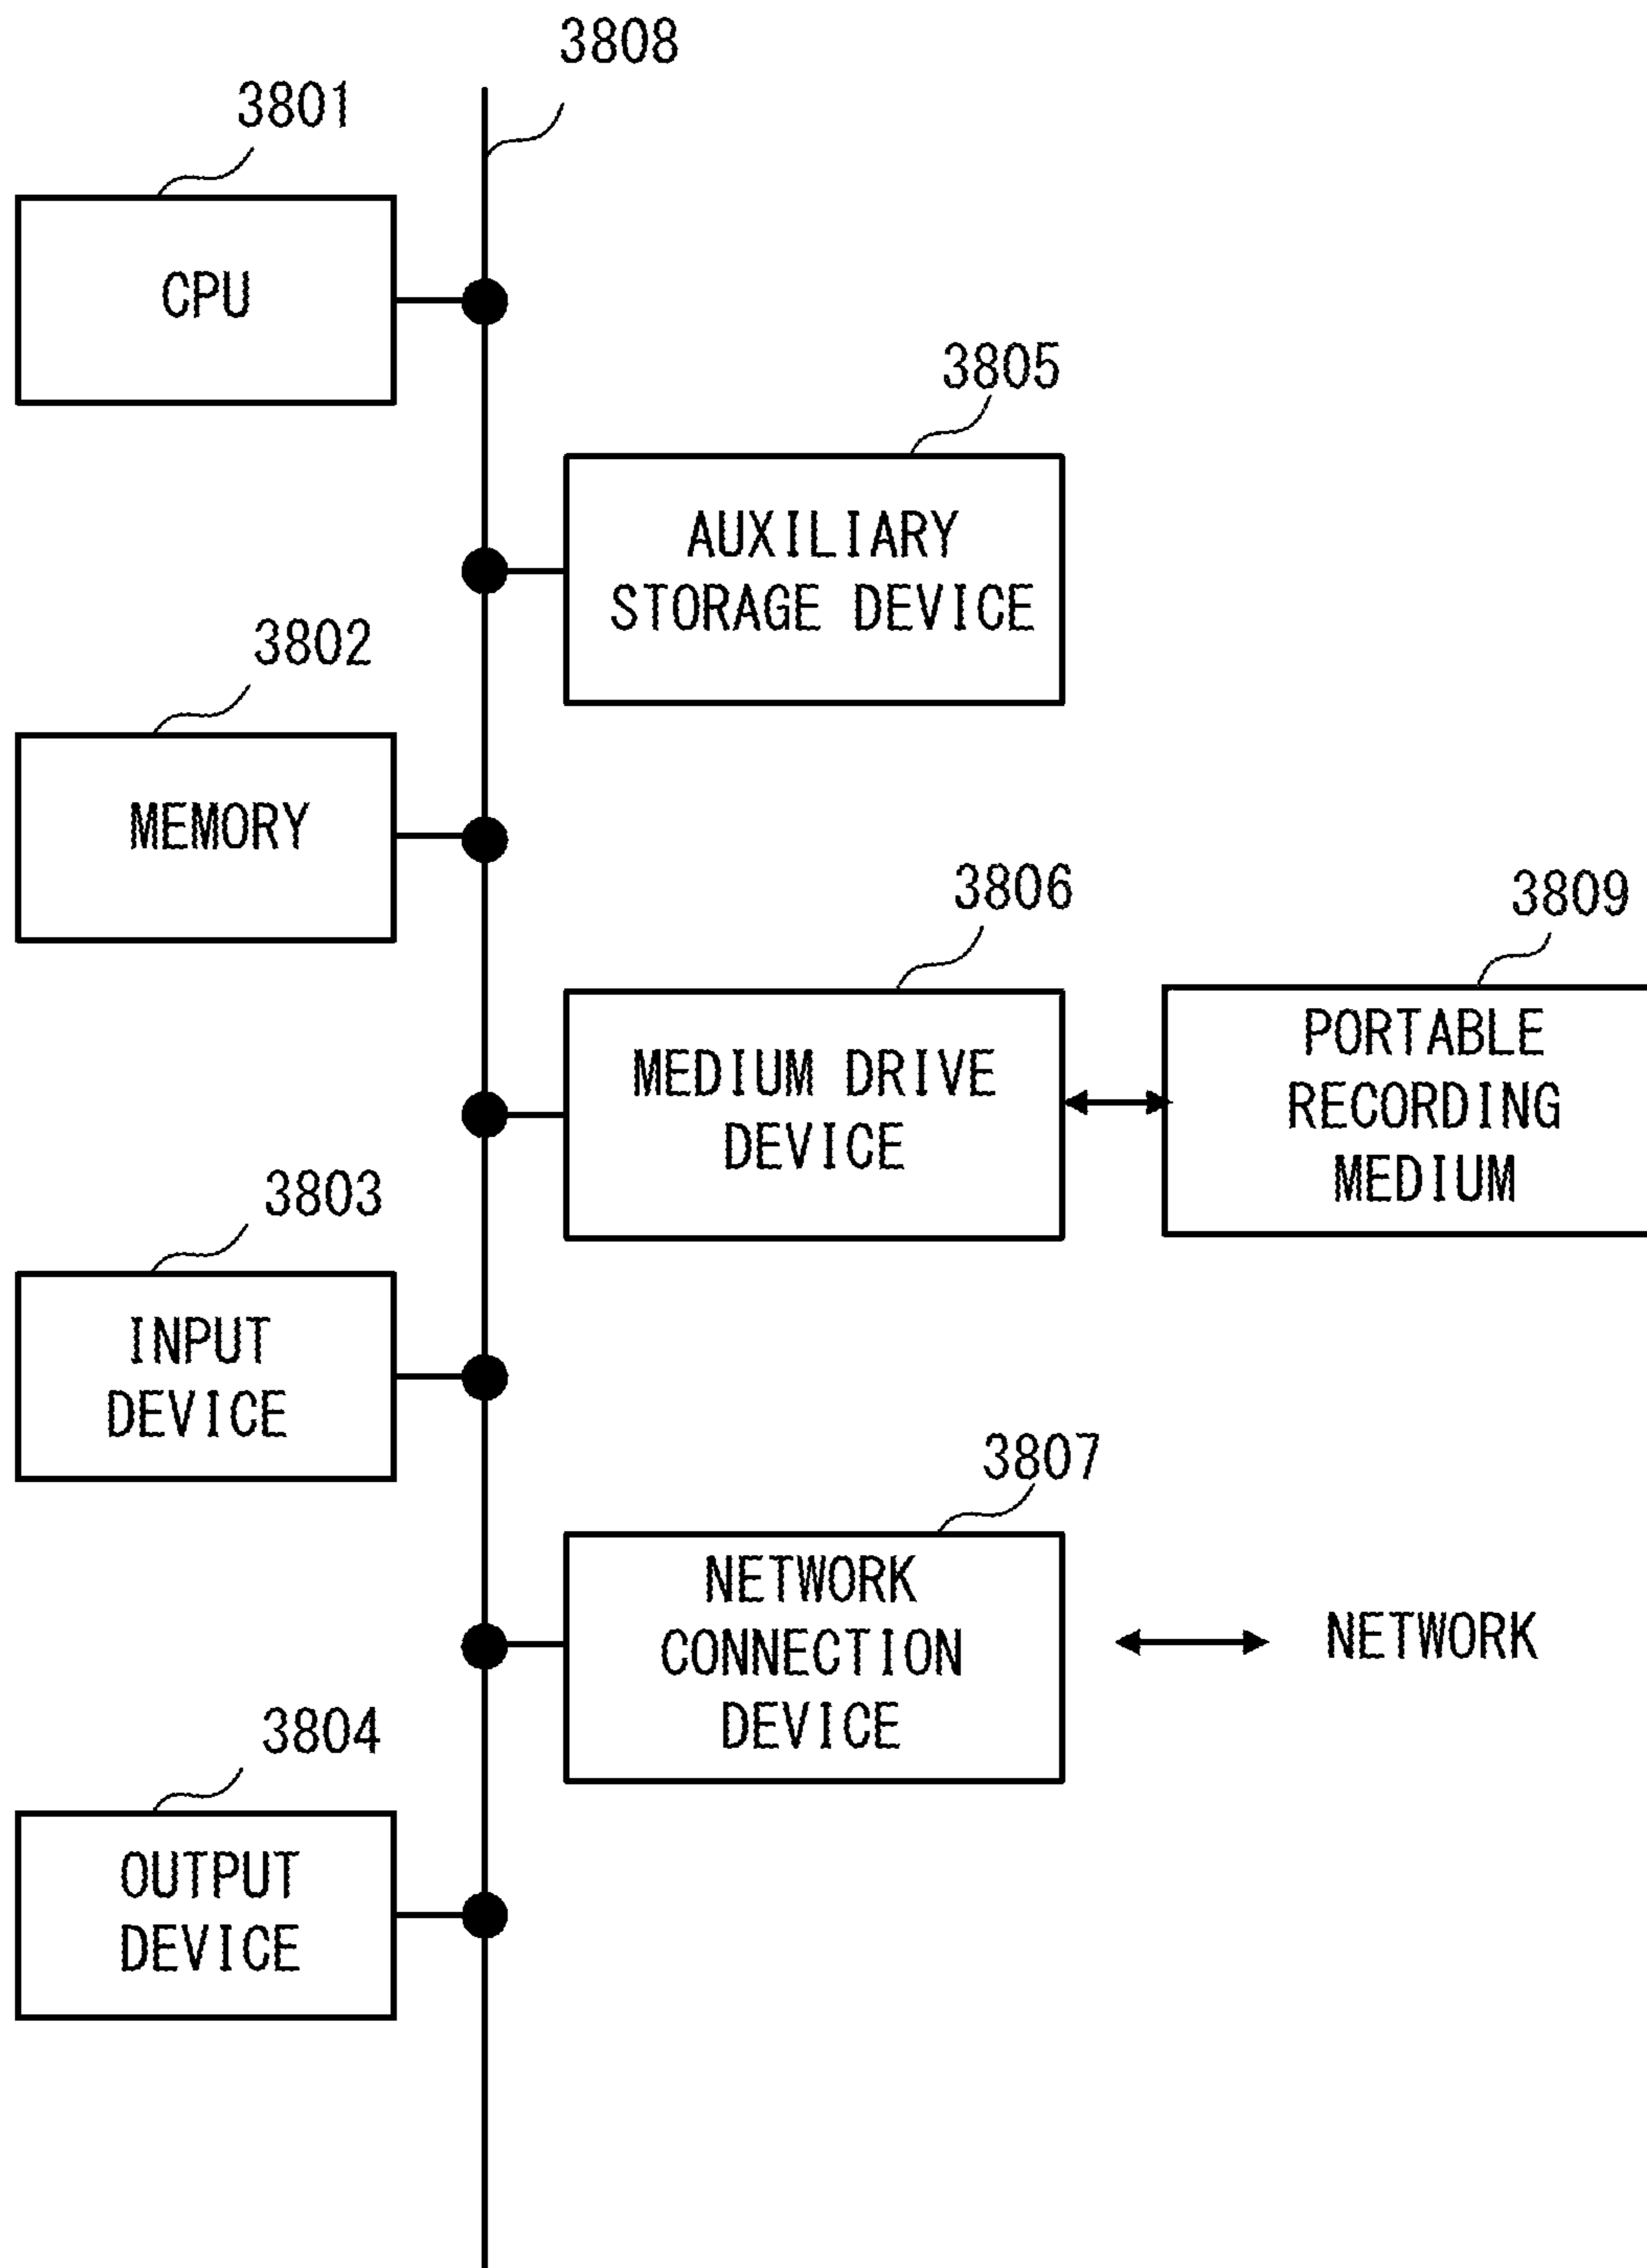 3808
3801
CPU
3805
AUXILIARY
STORAGE DEVICE
3802
MEMORY
3806
3809
MEDIUM DRIVE
DEVICE
PORTABLE
RECORDING
MEDIUM
3803
INPUT
DEVICE
3807
NETWORK
CONNECTION
DEVICE
NETWORK
3804
OUTPUT
DEVICE